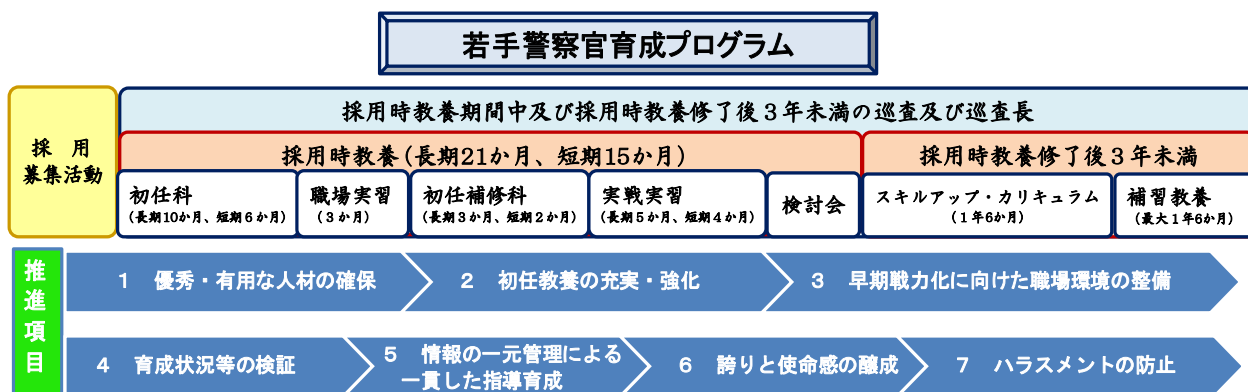 若手警察官育成プログラム
採用
募集活動
採用時教養期間中及び採用時教養修了後3年未満の巡査及び巡査長
採用時教養(長期21か月、短期15か月)
採用時教養修了後3年未満
初任科
(長期10か月、短期6か月)
職場実習
(3か月)
初任補修科
(長期3か月、短期2か月)
実戦実習
(長期5か月、短期4か月)
検討会
スキルアップ・カリキュラム
(1年6か月)
補習教養
(最大1年6か月)
推進項目
1 優秀・有用な人材の確保
2 初任教養の充実・強化
3 早期戦力化に向けた職場環境の整備
4 育成状況等の検証
5 情報の一元管理による
一貫した指導育成
6 誇りと使命感の醸成
7 ハラスメントの防止